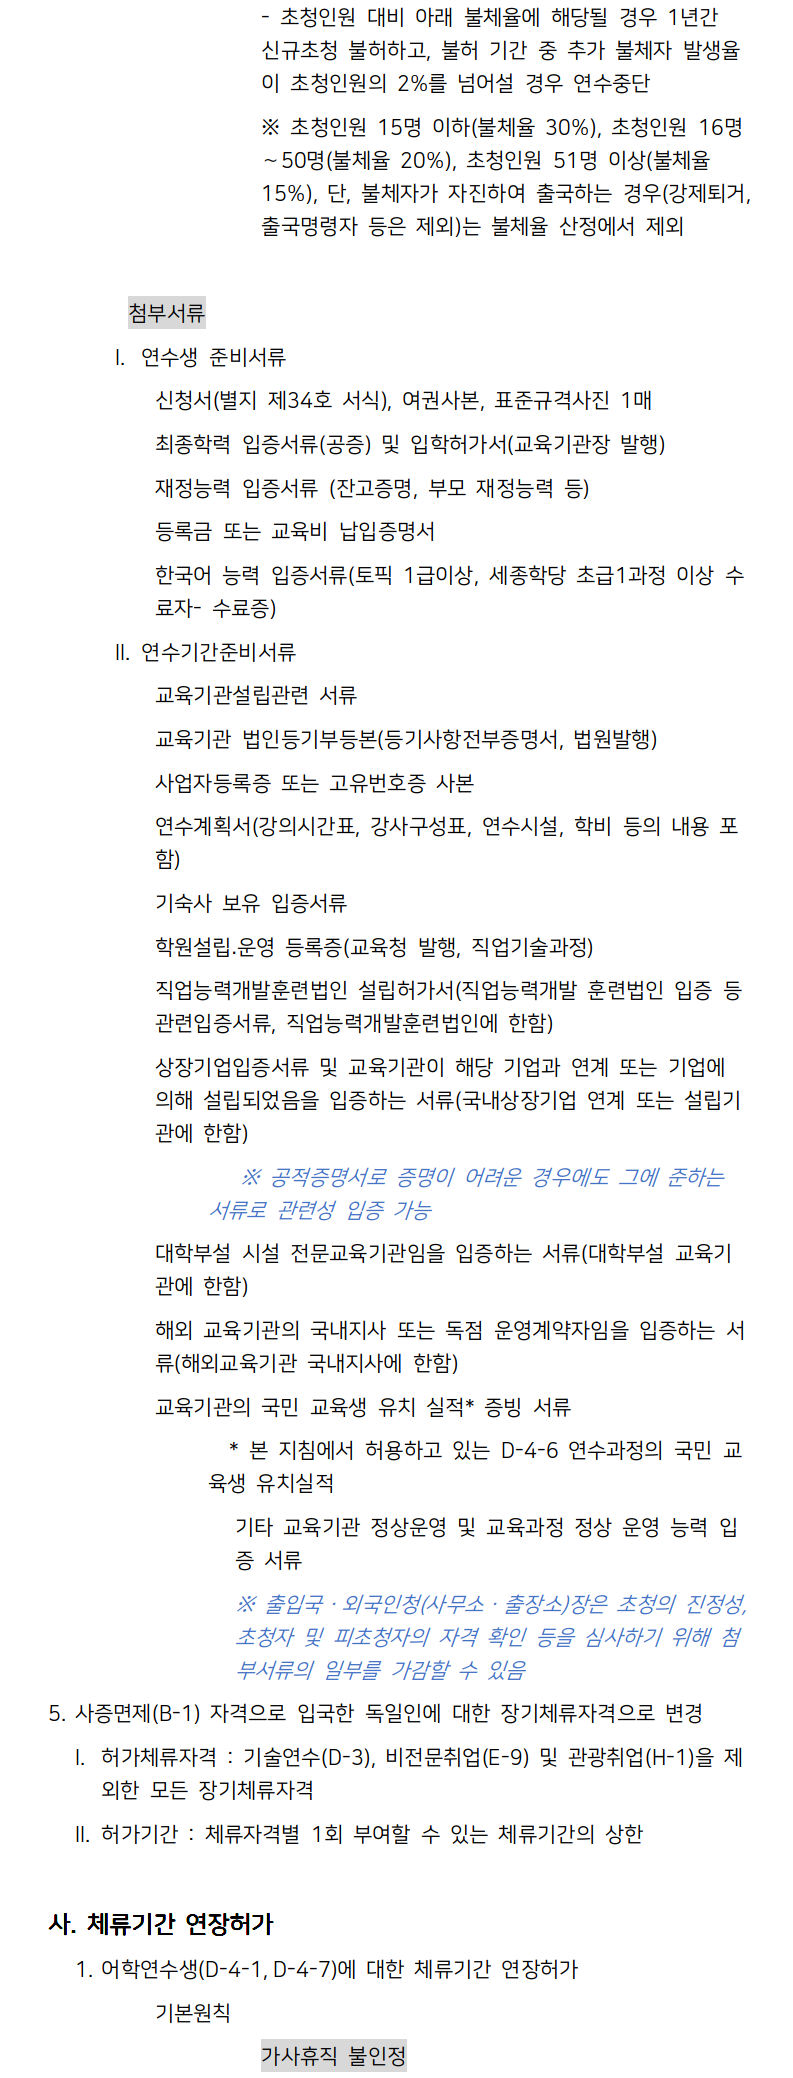 - 초청인원 대비 아래 불체율에 해당될 경우 1년간
신규초청 불허하고, 불허 기간 중 추가 불체자 발생율
이 초청인원의 2%를 넘어설 경우 연수중단
※ 초청인원 15명 이하(불체율 30%), 초청인원 16명
~50명(불체율 20%), 초청인원 51명 이상(불체율
15%), 단, 불체자가 자진하여 출국하는 경우(강제퇴거,
출국명령자 등은 제외)는 불체율 산정에서 제외
첨부서류
I. 연수생 준비서류
신청서(별지 제34호 서식), 여권사본, 표준규격사진 1매
최종학력 입증서류(공증) 및 입학허가서(교육기관장 발행)
재정능력 입증서류 (잔고증명, 부모 재정능력 등)
등록금 또는 교육비 납입증명서
한국어 능력 입증서류(토픽 1급이상, 세종학당 초급1과정 이상 수
료자- 수료증)
II. 연수기간준비서류
교육기관설립관련 서류
교육기관 법인등기부등본(등기사항전부증명서, 법원발행)
사업자등록증 또는 고유번호증 사본
연수계획서(강의시간표, 강사구성표, 연수시설, 학비 등의 내용 포
함)
기숙사 보유 입증서류
학원설립.운영 등록증(교육청 발행, 직업기술과정)
직업능력개발훈련법인 설립허가서(직업능력개발 훈련법인 입증 등
관련입증서류, 직업능력개발훈련법인에 한함)
상장기업입증서류 및 교육기관이 해당 기업과 연계 또는 기업에
의해 설립되었음을 입증하는 서류(국내상장기업 연계 또는 설립기
관에 한함)
※ 공적증명서로 증명이 어려운 경우에도 그에 준하는
서류로 관련성 입증 가능
대학부설 시설 전문교육기관임을 입증하는 서류(대학부설 교육기
관에 한함)
해외 교육기관의 국내지사 또는 독점 운영계약자임을 입증하는 서
류(해외교육기관 국내지사에 한함)
교육기관의 국민 교육생 유치 실적* 증빙 서류
* 본 지침에서 허용하고 있는 D-4-6 연수과정의 국민 교
육생 유치실적
기타 교육기관 정상운영 및 교육과정 정상 운영 능력 입
증 서류
※ 출입국·외국인청(사무소·출장소)장은 초청의 진정성,
초청자 및 피초청자의 자격 확인 등을 심사하기 위해 첨
부서류의 일부를 가감할 수 있음
5. 사증면제(B-1) 자격으로 입국한 독일인에 대한 장기체류자격으로 변경
I. 허가체류자격 : 기술연수(D-3), 비전문취업(E-9) 및 관광취업(H-1)을 제
외한 모든 장기체류자격
II. 허가기간 : 체류자격별 1회 부여할 수 있는 체류기간의 상한
사. 체류기간 연장허가
1. 어학연수생(D-4-1, D-4-7)에 대한 체류기간 연장허가
기본원칙
가사휴직 불인정